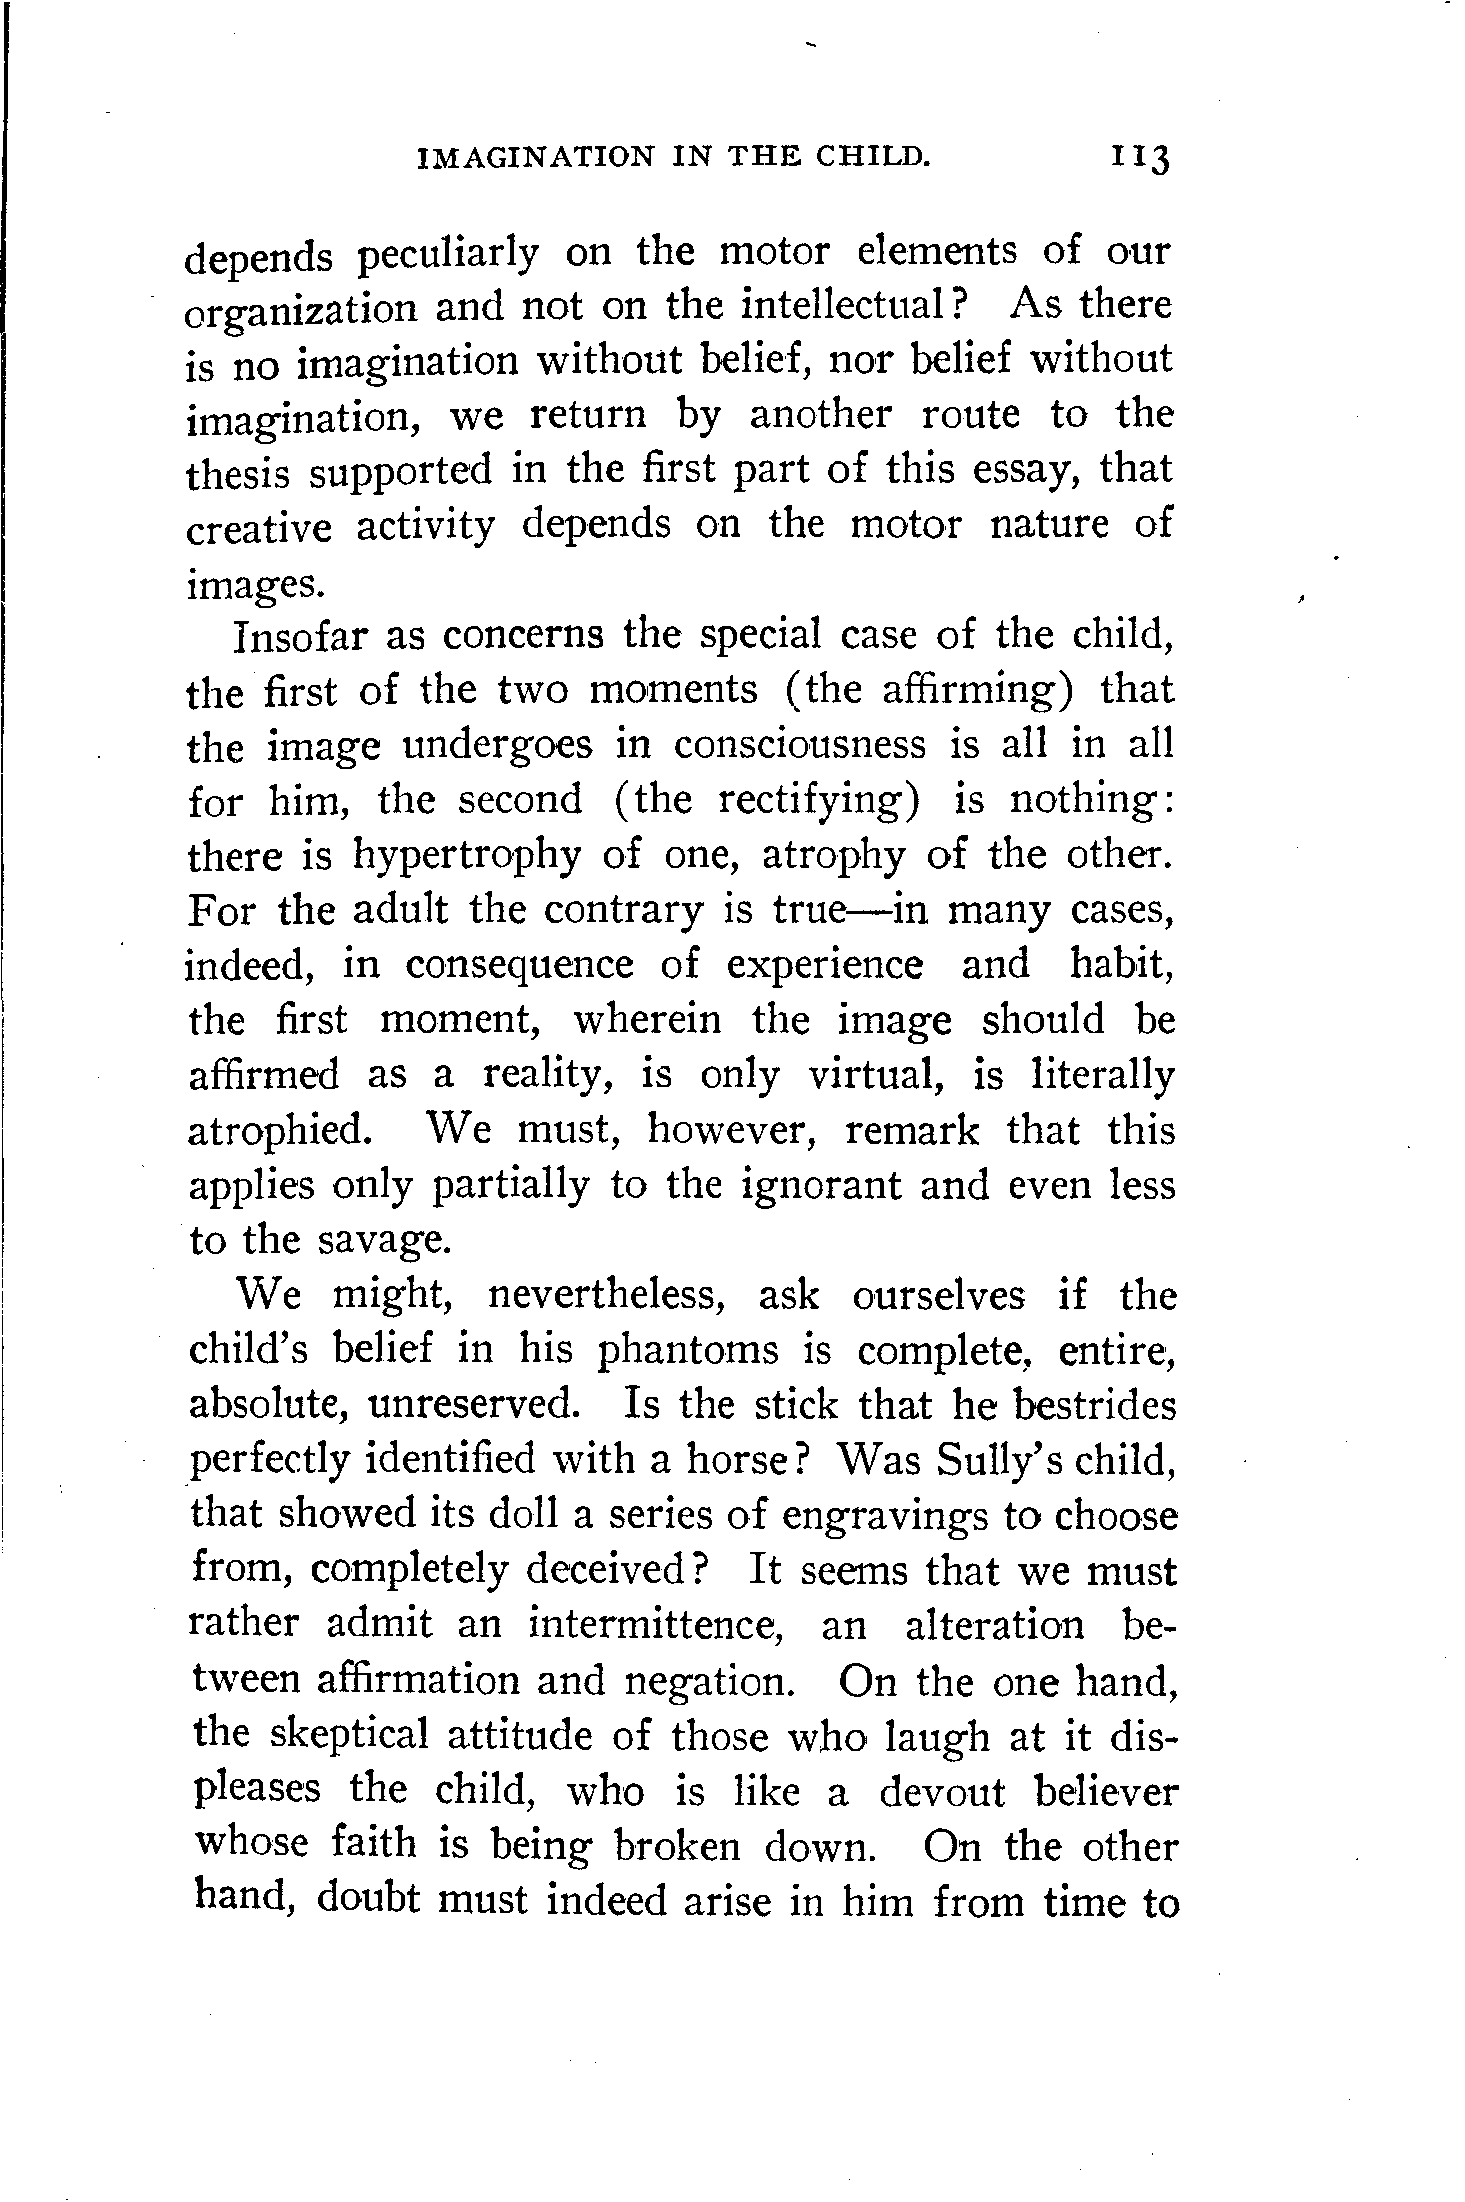 IMAGINATION IN THE CHILD. 113
depends peculiarly on the motor elements of our
organization and not on the intellectual? As there
is no imagination without belief, nor belief without
imagination, we return by another route to the
thesis supported in the first part of this essay, that
creative activity depends on the motor nature of
images.
Insofar as concerns the special case of the child,
the first of the two moments (the affirming) that
the image undergoes in consciousness is all in all
for him, the second (the rectifying) is nothing:
there is hypertrophy of one, atrophy of the other.
For the adult the contrary is true—in many cases,
indeed, in consequence of experience and habit,
the first moment, wherein the image should be
affirmed as a reality, is only virtual, is literally
atrophied. We must, however, remark that this
applies only partially to the ignorant and even less
to the savage.
We might, nevertheless, ask ourselves if the
child's belief in his phantoms is complete, entire,
absolute, unreserved. Is the stick that he bestrides
perfectly identified with a horse? Was Sully's child,
that showed its doll a series of engravings to choose
from, completely deceived? It seems that we must
rather admit an intermittence, an alteration be-
tween affirmation and negation. On the one hand,
the skeptical attitude of those who laugh at it dis-
pleases the child, who is like a devout believer
whose faith is being broken down. On the other
hand, doubt must indeed arise in him from time to